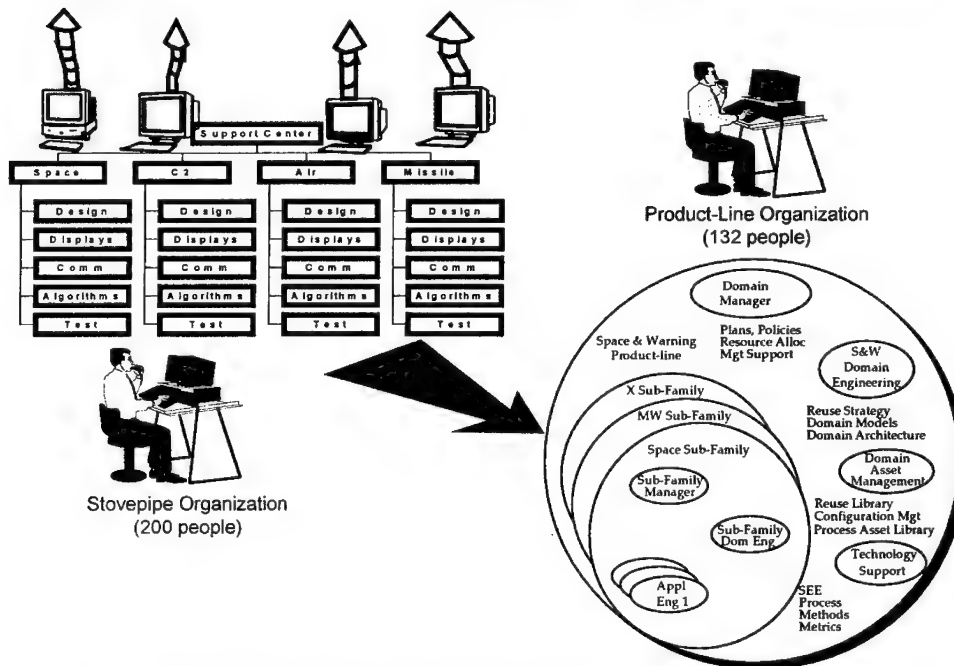 Support Center
Space C2 Air Missile
Design Design Design Design
Displays Displays Displays Displays
Comm Comm Comm Comm
Algorithms Algorithms Algorithms Algorithms
Test Test Test Test
Stovepipe Organization
(200 people)
Product-Line Organization
(132 people)
Domain
Manager
Plans, Policies
Resource Alloc
Mgt Support
Space & Warning
Product-line
S&W
Domain
Engineering
Reuse Strategy
Domain Models
Domain Architecture
Domain
Asset
Management
Reuse Library
Configuration Mgt
Process Asset Library
Technology
Support
SEE
Process
Methods
Metrics
X Sub-Family
MW Sub-Family
Space Sub-Family
Sub-Family
Manager
Sub-Family
Dom Eng
Appl
Eng 1